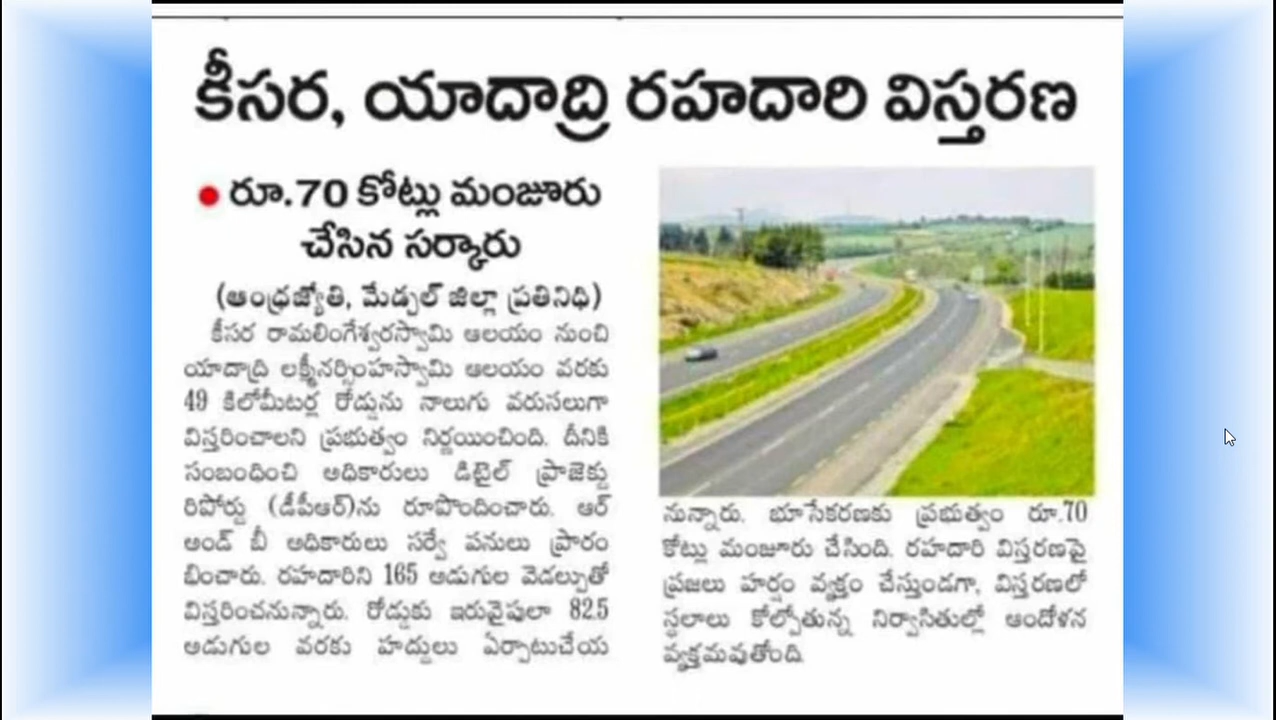 కీసర, యాదాద్రి రహదారి విస్తరణ
రూ.70 కోట్లు మంజూరు
చేసిన సర్కారు
(ఆంధ్రజ్యోతి, మేడ్చల్ జిల్లా ప్రతినిధి)
కీసర రామలింగేశ్వరస్వామి ఆలయం నుంచి
యాదాద్రి లక్ష్మీనర్సింహస్వామి ఆలయం వరకు
49 కిలోమీటర్ల రోడ్డును నాలుగు వరుసలుగా
విస్తరించాలని ప్రభుత్వం నిర్ణయించింది. దీనికి
సంబంధించి అధికారులు డిటైల్ ప్రాజెక్టు
రిపోర్టు (డీపీఆర్)ను రూపొందించారు. ఆర్
అండ్ బీ అధికారులు సర్వే పనులు ప్రారం
భించారు. రహదారిని 165 అడుగుల వెడల్పుతో
విస్తరించనున్నారు. రోడ్డుకు ఇరువైపులా 82.5
అడుగుల వరకు హద్దులు ఏర్పాటుచేయ
నున్నారు. భూసేకరణకు ప్రభుత్వం రూ.70
కోట్లు మంజూరు చేసింది. రహదారి విస్తరణపై
ప్రజలు హర్షం వ్యక్తం చేస్తుండగా, విస్తరణలో
స్థలాలు కోల్పోతున్న నిర్వాసితుల్లో ఆందోళన
వ్యక్తమవుతోంది.